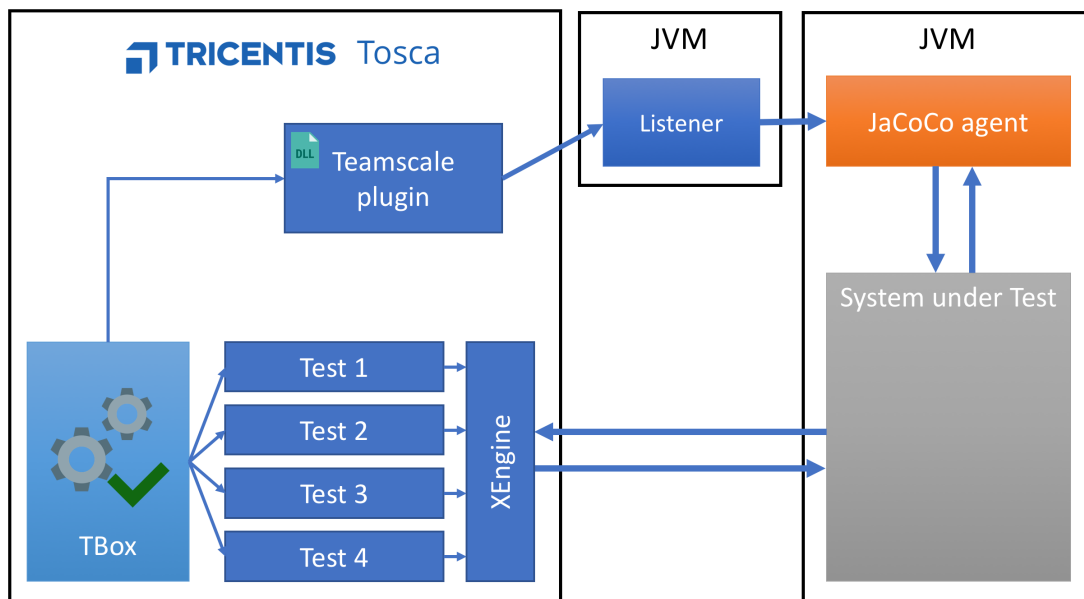 TRICENTIS Tosca
JVM
JVM
Listener
JaCoCo agent
DLL
Teamscale
plugin
System under Test
Test 1
Test 2
Test 3
Test 4
XEngine
TBox